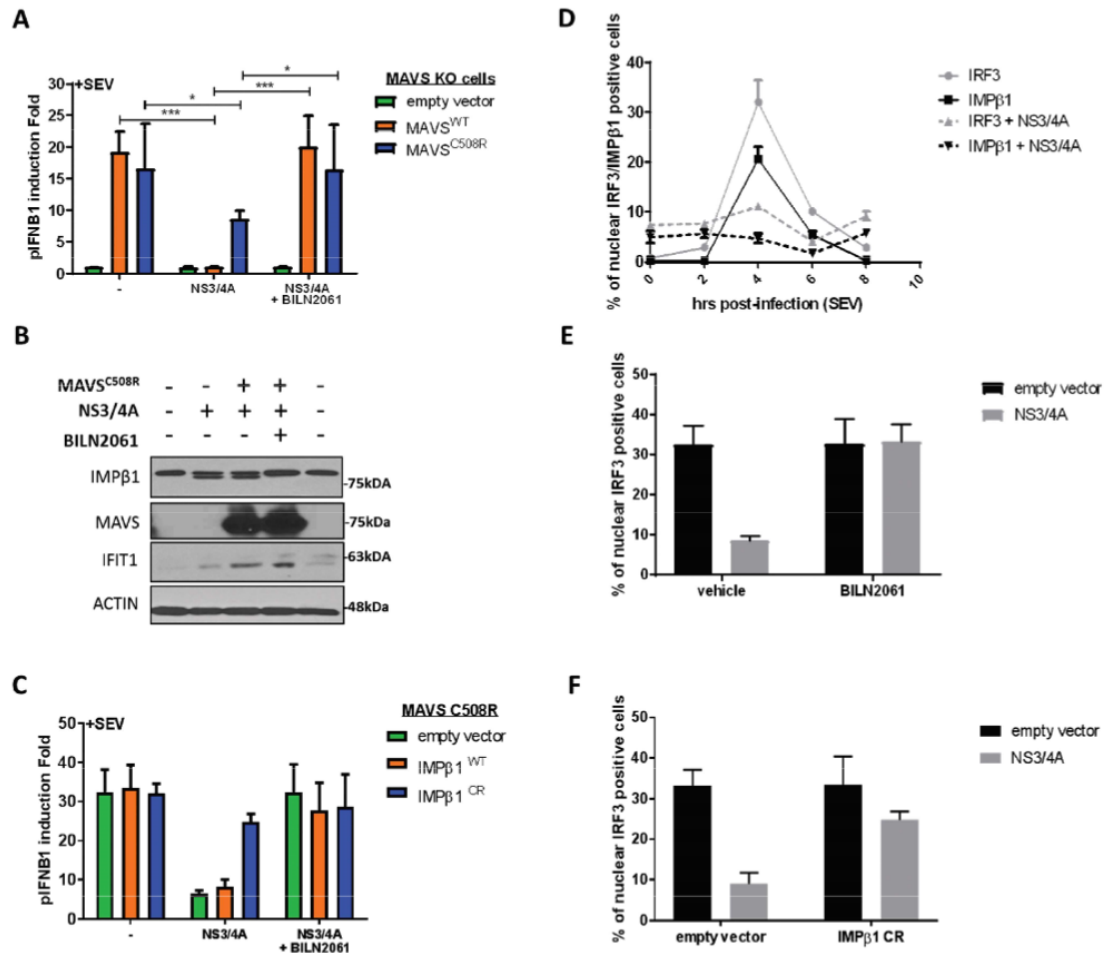 A
+SEV
pIFNB1 induction Fold
30
25
20
15
10
5
0
*
***
*
***
-
NS3/4A
NS3/4A
+ BILN2061
MAVS KO cells
empty vector
MAVSWT
MAVSC508R
B
MAVSC508R - - + + -
NS3/4A - + + + -
BILN2061 - - - + -
IMPβ1
-75kDA
MAVS
-75kDa
IFIT1
-63kDA
ACTIN
-48kDa
C
+SEV
pIFNB1 induction Fold
50
40
30
20
10
0
-
NS3/4A
NS3/4A
+ BILN2061
MAVS C508R
empty vector
IMPβ1 WT
IMPβ1 CR
D
% of nuclear IRF3/IMPβ1 positive cells
40
30
20
10
0
0 2 4 6 8 10
hrs post-infection (SEV)
IRF3
IMPβ1
IRF3 + NS3/4A
IMPβ1 + NS3/4A
E
% of nuclear IRF3 positive cells
50
40
30
20
10
0
vehicle
BILN2061
empty vector
NS3/4A
F
% of nuclear IRF3 positive cells
50
40
30
20
10
0
empty vector
IMPβ1 CR
empty vector
NS3/4A